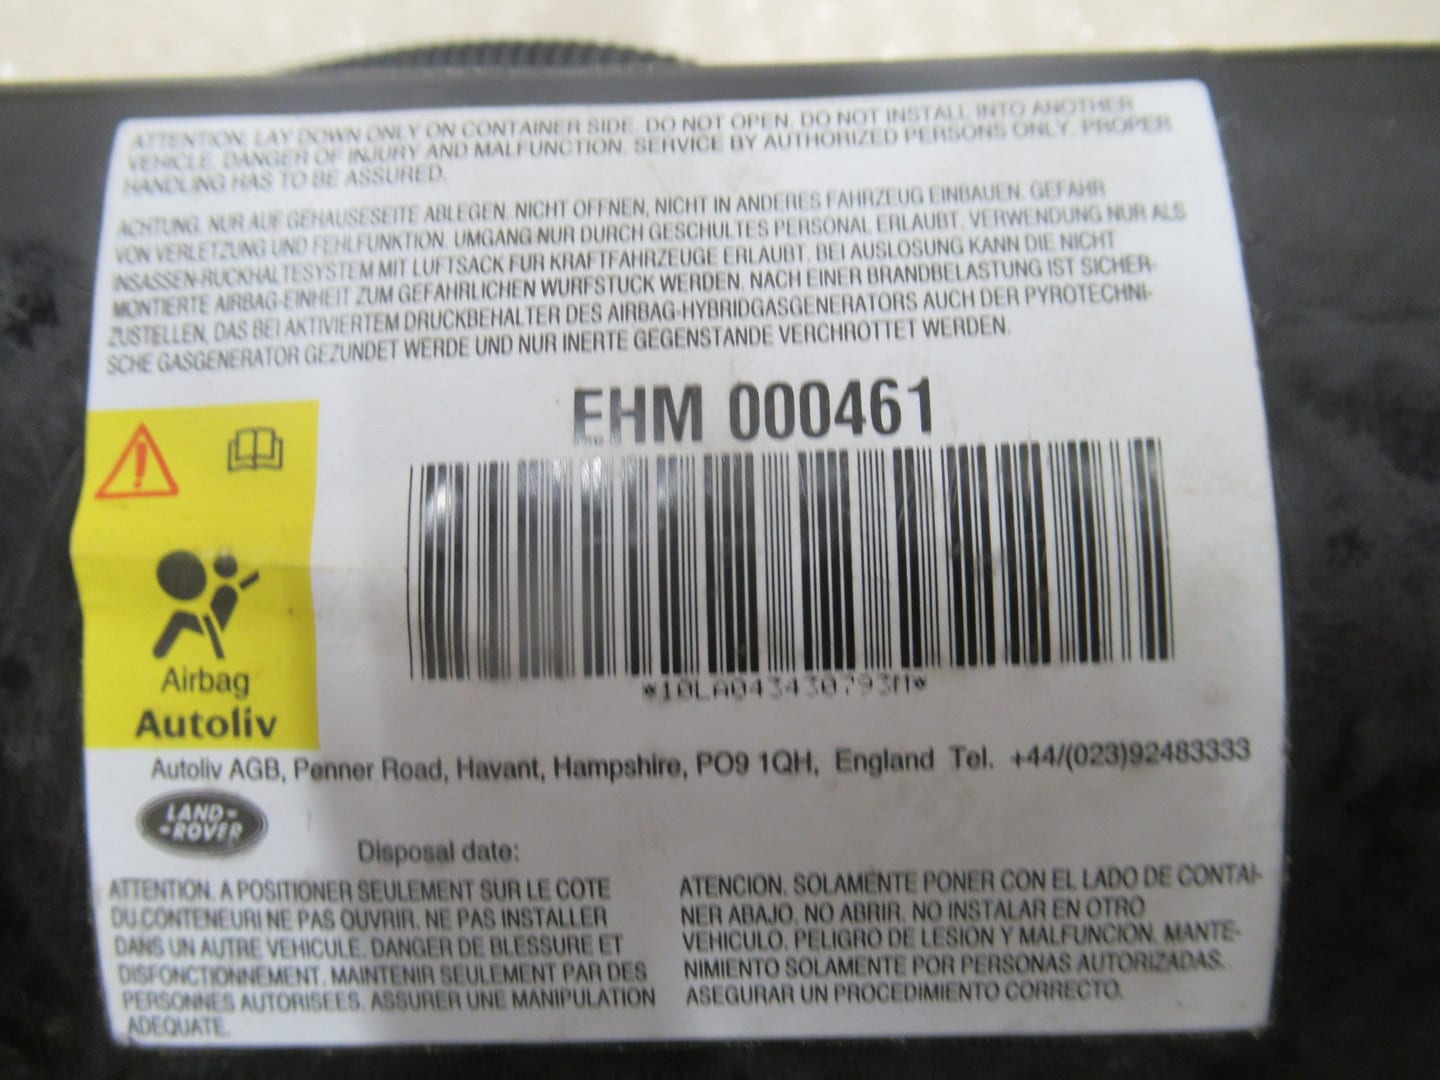 ATTENTION. LAY DOWN ONLY ON CONTAINER SIDE. DO NOT OPEN. DO NOT INSTALL INTO ANOTHER
VEHICLE. DANGER OF INJURY AND MALFUNCTION. SERVICE BY AUTHORIZED PERSONS ONLY. PROPER
HANDLING HAS TO BE ASSURED.
ACHTUNG. NUR AUF GEHAUSESEITE ABLEGEN. NICHT OFFNEN, NICHT IN ANDERES FAHRZEUG EINBAUEN. GEFAHR
VON VERLETZUNG UND FEHLFUNKTION. UMGANG NUR DURCH GESCHULTES PERSONAL ERLAUBT. VERWENDUNG NUR ALS
INSASSEN-RUCKHALTESYSTEM MIT LUFTSACK FUR KRAFTFAHRZEUGE ERLAUBT. BEI AUSLOSUNG KANN DIE NICHT
MONTIERTE AIRBAG-EINHEIT ZUM GEFAHRLICHEN WURFSTUCK WERDEN. NACH EINER BRANDBELASTUNG IST SICHER-
ZUSTELLEN, DAS BEI AKTIVIERTEM DRUCKBEHALTER DES AIRBAG-HYBRIDGASGENERATORS AUCH DER PYROTECHNI-
SCHE GASGENERATOR GEZUNDET WERDE UND NUR INERTE GEGENSTANDE VERCHROTTET WERDEN.
EHM 000461
*10LA043430793M*
Airbag
Autoliv
Autoliv AGB, Penner Road, Havant, Hampshire, PO9 1QH, England Tel. +44/(023)92483333
LAND-
-ROVER
Disposal date:
ATTENTION. A POSITIONER SEULEMENT SUR LE COTE
DU.CONTENEURI NE PAS OUVRIR. NE PAS INSTALLER
DANS UN AUTRE VEHICULE. DANGER DE BLESSURE ET
DISFONCTIONNEMENT. MAINTENIR SEULEMENT PAR DES
PERSONNES AUTORISEES. ASSURER UNE MANIPULATION
ADEQUATE.
ATENCION. SOLAMENTE PONER CON EL LADO DE CONTAI-
NER ABAJO. NO ABRIR. NO INSTALAR EN OTRO
VEHICULO. PELIGRO DE LESION Y MALFUNCION. MANTE-
NIMIENTO SOLAMENTE POR PERSONAS AUTORIZADAS.
ASEGURAR UN PROCEDIMIENTO CORRECTO.